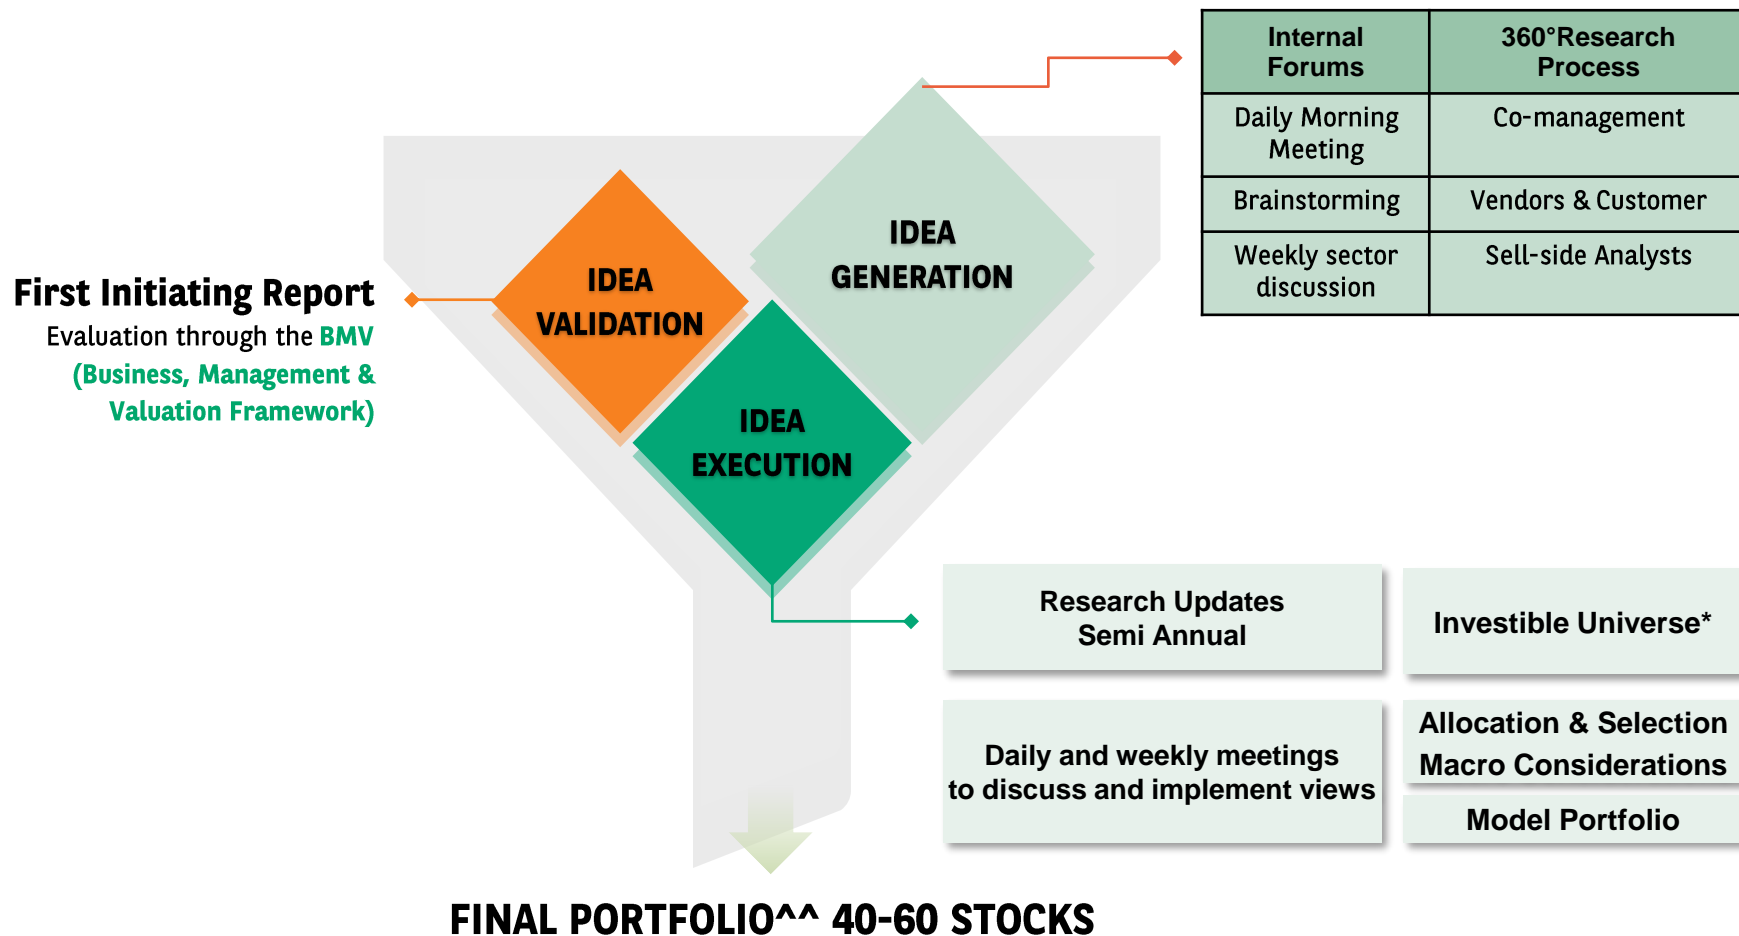 Internal
Forums
360°Research
Process
Daily Morning
Meeting
Co-management
Brainstorming
Vendors & Customer
Weekly sector
discussion
Sell-side Analysts
IDEA
GENERATION
IDEA
VALIDATION
First Initiating Report
Evaluation through the BMV
(Business, Management &
Valuation Framework)
IDEA
EXECUTION
Research Updates
Semi Annual
Investible Universe*
Daily and weekly meetings
to discuss and implement views
Allocation & Selection
Macro Considerations
Model Portfolio
FINAL PORTFOLIO^^ 40-60 STOCKS